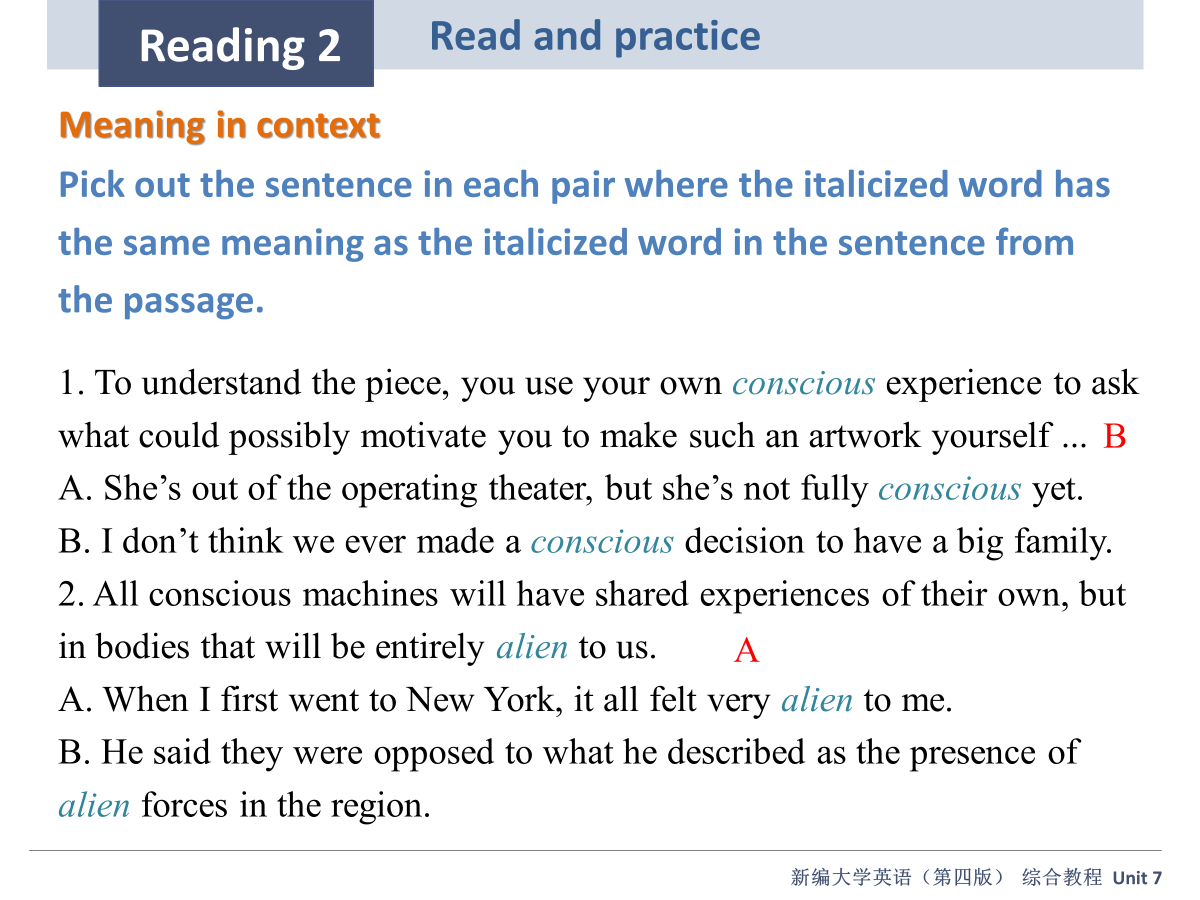 Reading 2
Read and practice
Meaning in context
Pick out the sentence in each pair where the italicized word has
the same meaning as the italicized word in the sentence from
the passage.
1. To understand the piece, you use your own conscious experience to ask
what could possibly motivate you to make such an artwork yourself ... B
A. She’s out of the operating theater, but she’s not fully conscious yet.
B. I don’t think we ever made a conscious decision to have a big family.
2. All conscious machines will have shared experiences of their own, but
in bodies that will be entirely alien to us. A
A. When I first went to New York, it all felt very alien to me.
B. He said they were opposed to what he described as the presence of
alien forces in the region.
新编大学英语（第四版） 综合教程 Unit 7